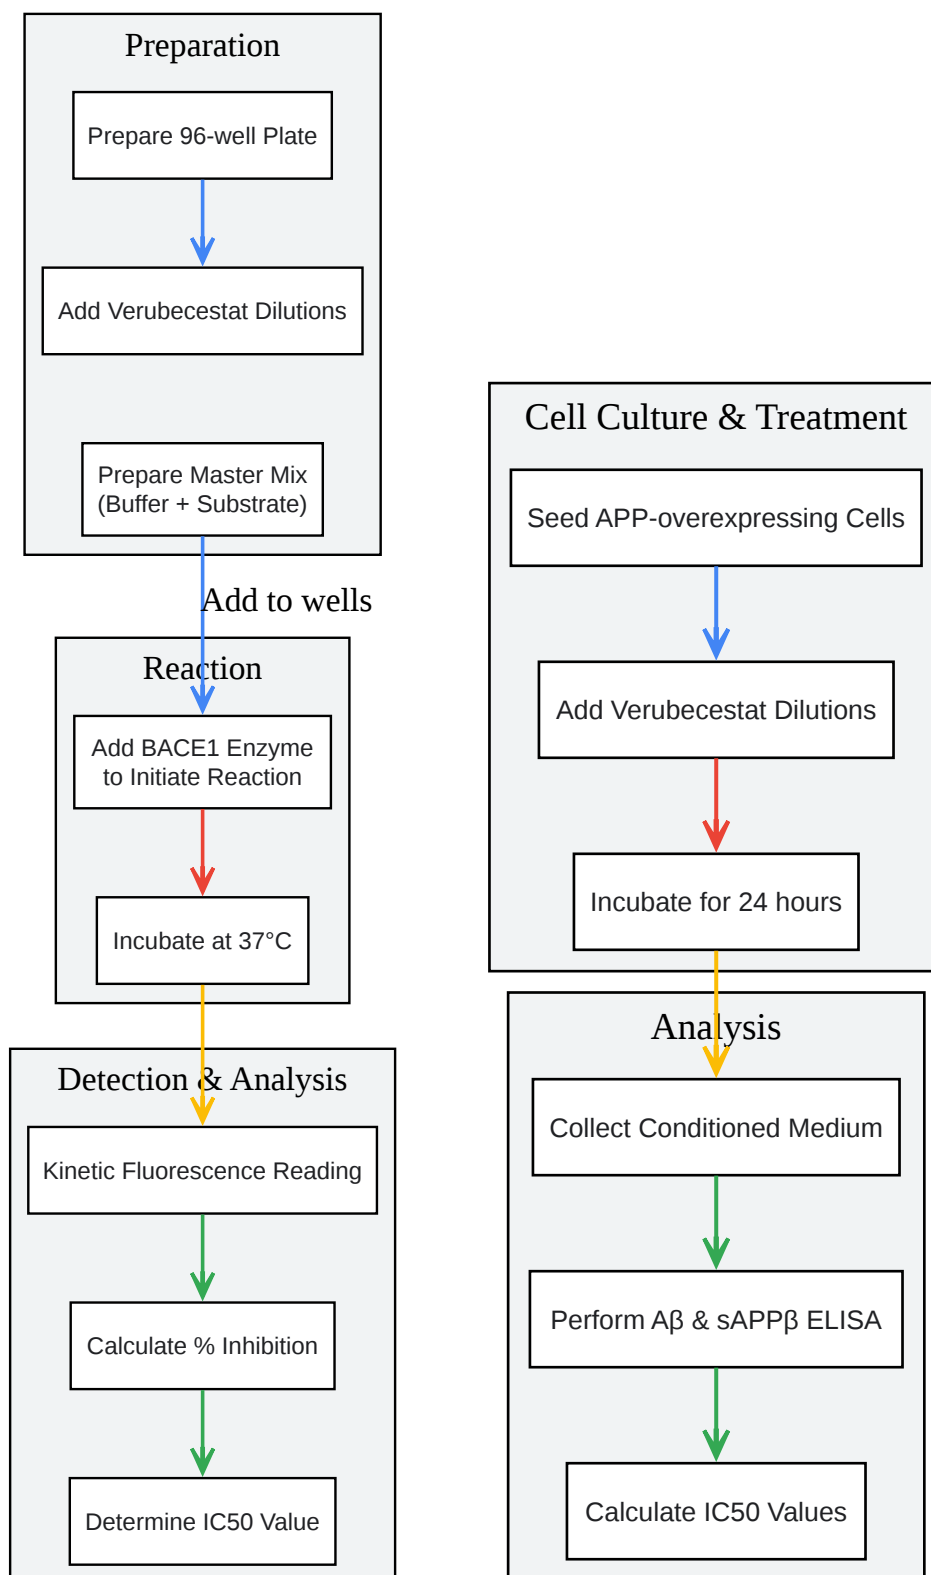 Preparation
Prepare 96-well Plate
Add Verubecestat Dilutions
Prepare Master Mix
(Buffer + Substrate)
Add to wells
Reaction
Add BACE1 Enzyme
to Initiate Reaction
Incubate at 37°C
Detection & Analysis
Kinetic Fluorescence Reading
Calculate % Inhibition
Determine IC50 Value
Cell Culture & Treatment
Seed APP-overexpressing Cells
Add Verubecestat Dilutions
Incubate for 24 hours
Analysis
Collect Conditioned Medium
Perform Aβ & sAPPβ ELISA
Calculate IC50 Values